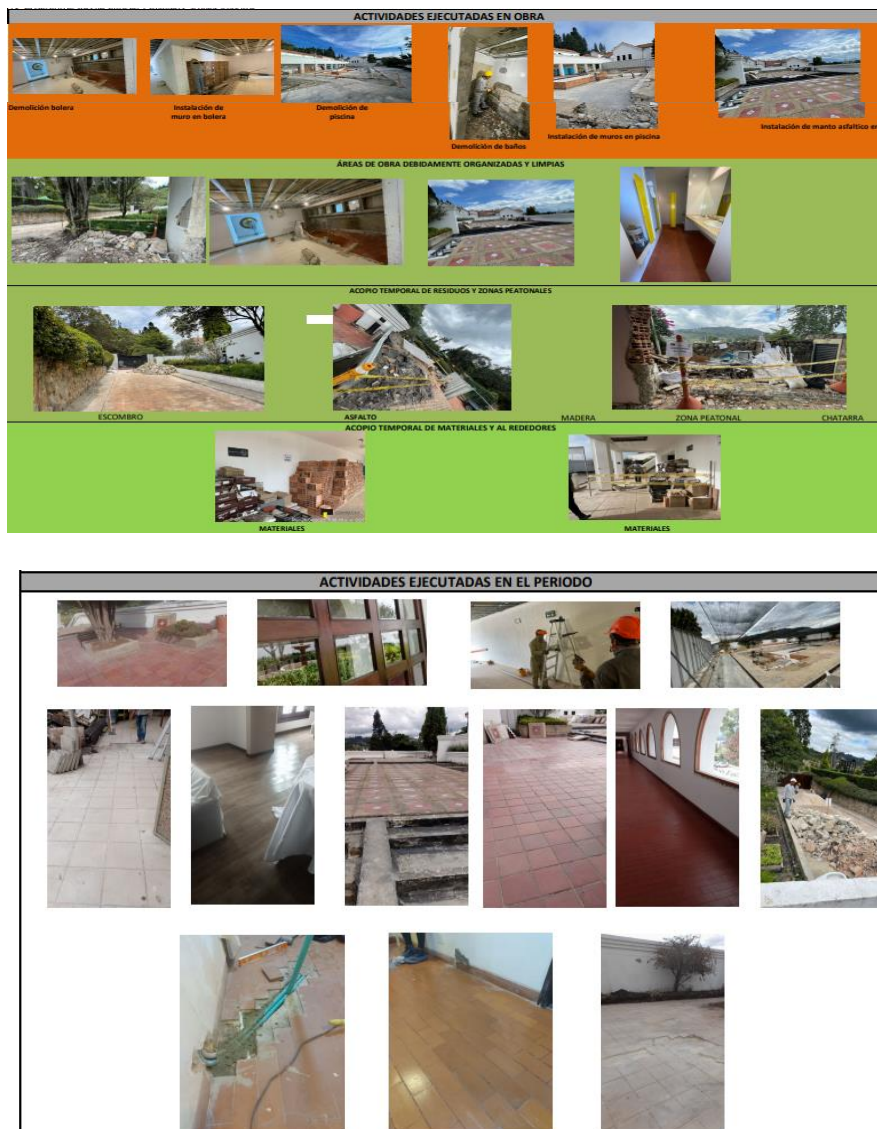 ACTIVIDADES EJECUTADAS EN OBRA
Demolición bolera
Instalación de
muro en bolera
Demolición de
piscina
Demolición de baños
Instalación de muros en piscina
Instalación de manto asfaltico en
ÁREAS DE OBRA DEBIDAMENTE ORGANIZADAS Y LIMPIAS
ACOPIO TEMPORAL DE RESIDUOS Y ZONAS PEATONALES
ESCOMBRO
ASFALTO
MADERA
ZONA PEATONAL
CHATARRA
ACOPIO TEMPORAL DE MATERIALES Y AL REDEDORES
MATERIALES
MATERIALES
ACTIVIDADES EJECUTADAS EN EL PERIODO